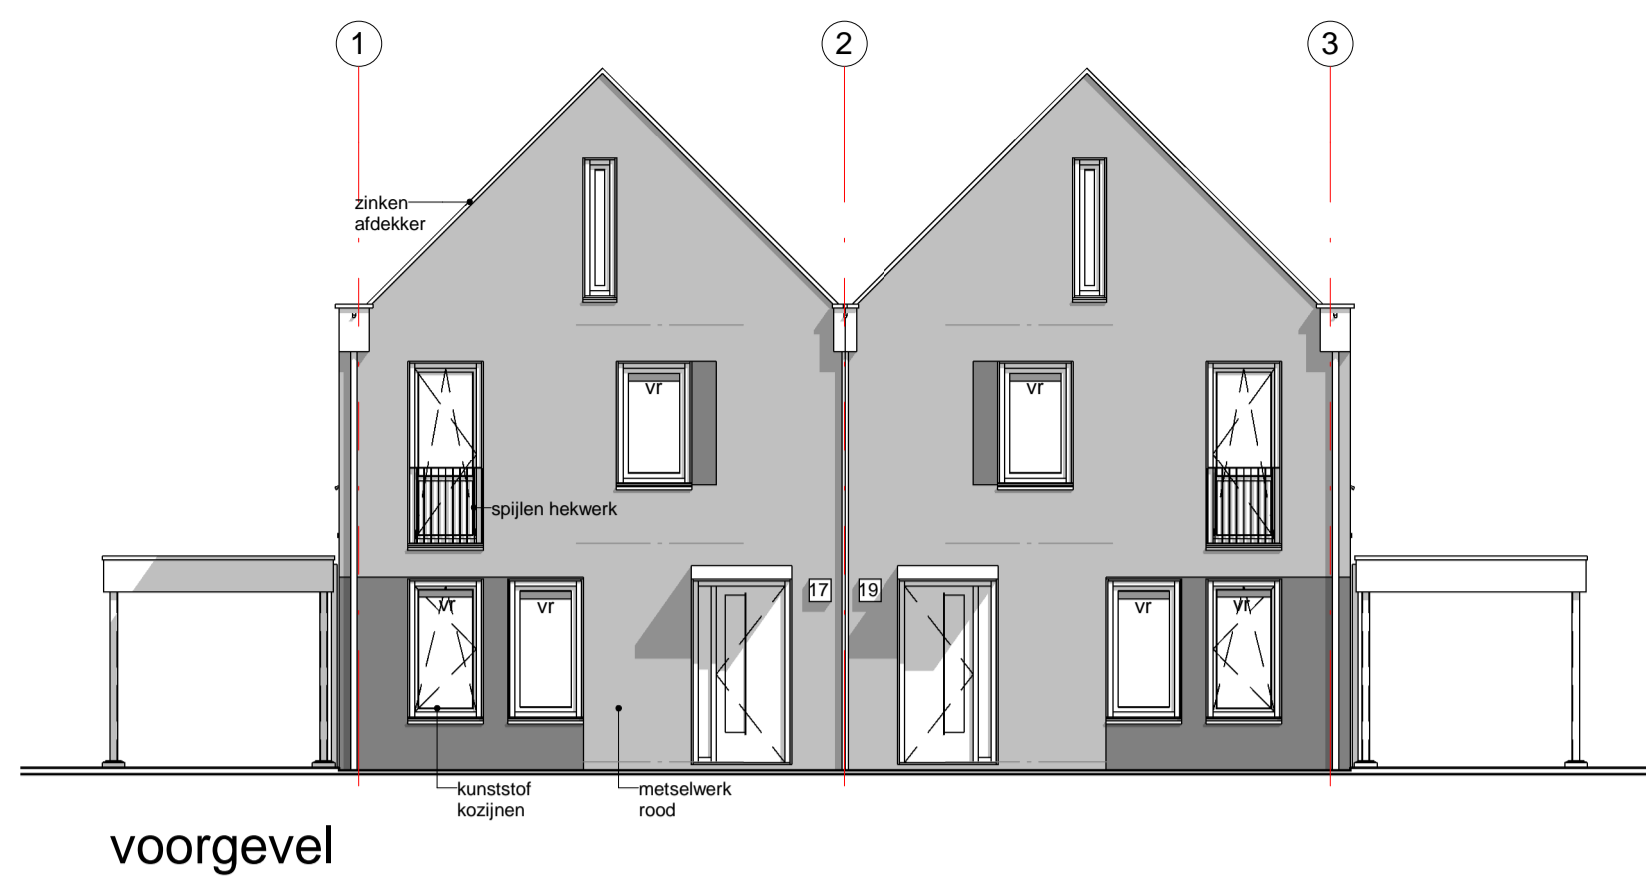 1
2
3
zinken
afdekker
vr
vr
spijlen hekwerk
vr
vr
17
19
vr
vr
kunststof
kozijnen
metselwerk
rood
voorgevel